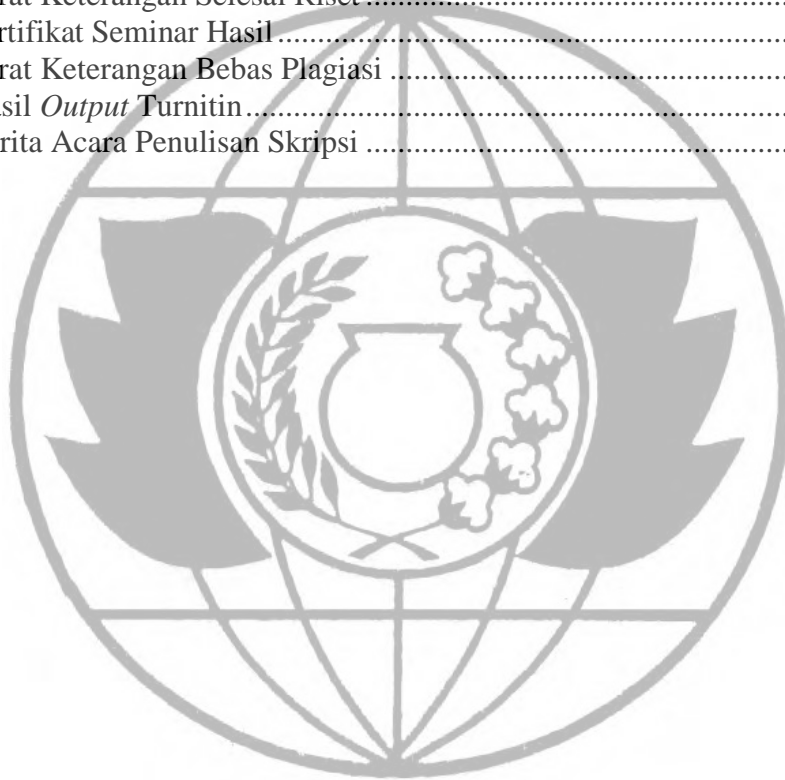 rat Keterangan Selesai Riset ........................................................
rtifikat Seminar Hasil ........................................................
rat Keterangan Bebas Plagiasi ........................................................
sil Output Turnitin ........................................................
rita Acara Penulisan Skripsi ........................................................